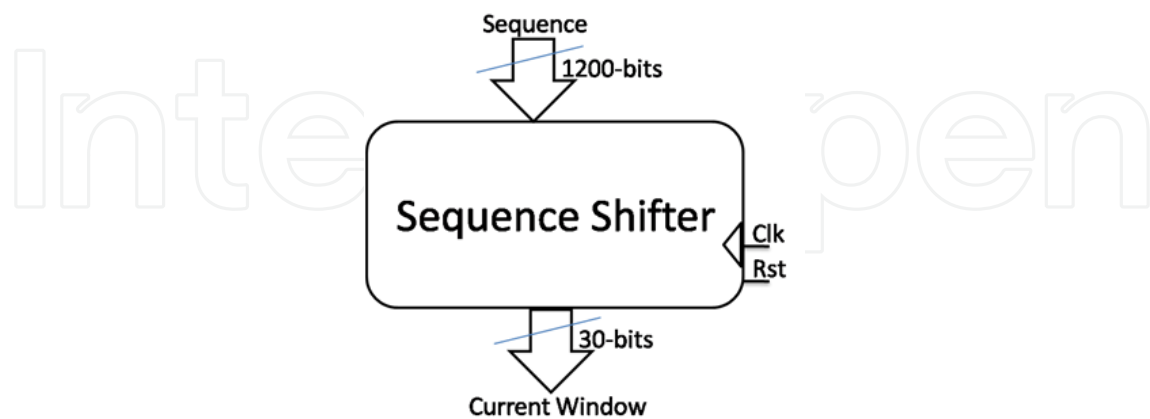 Sequence
1200-bits
Sequence Shifter
Clk
Rst
30-bits
Current Window